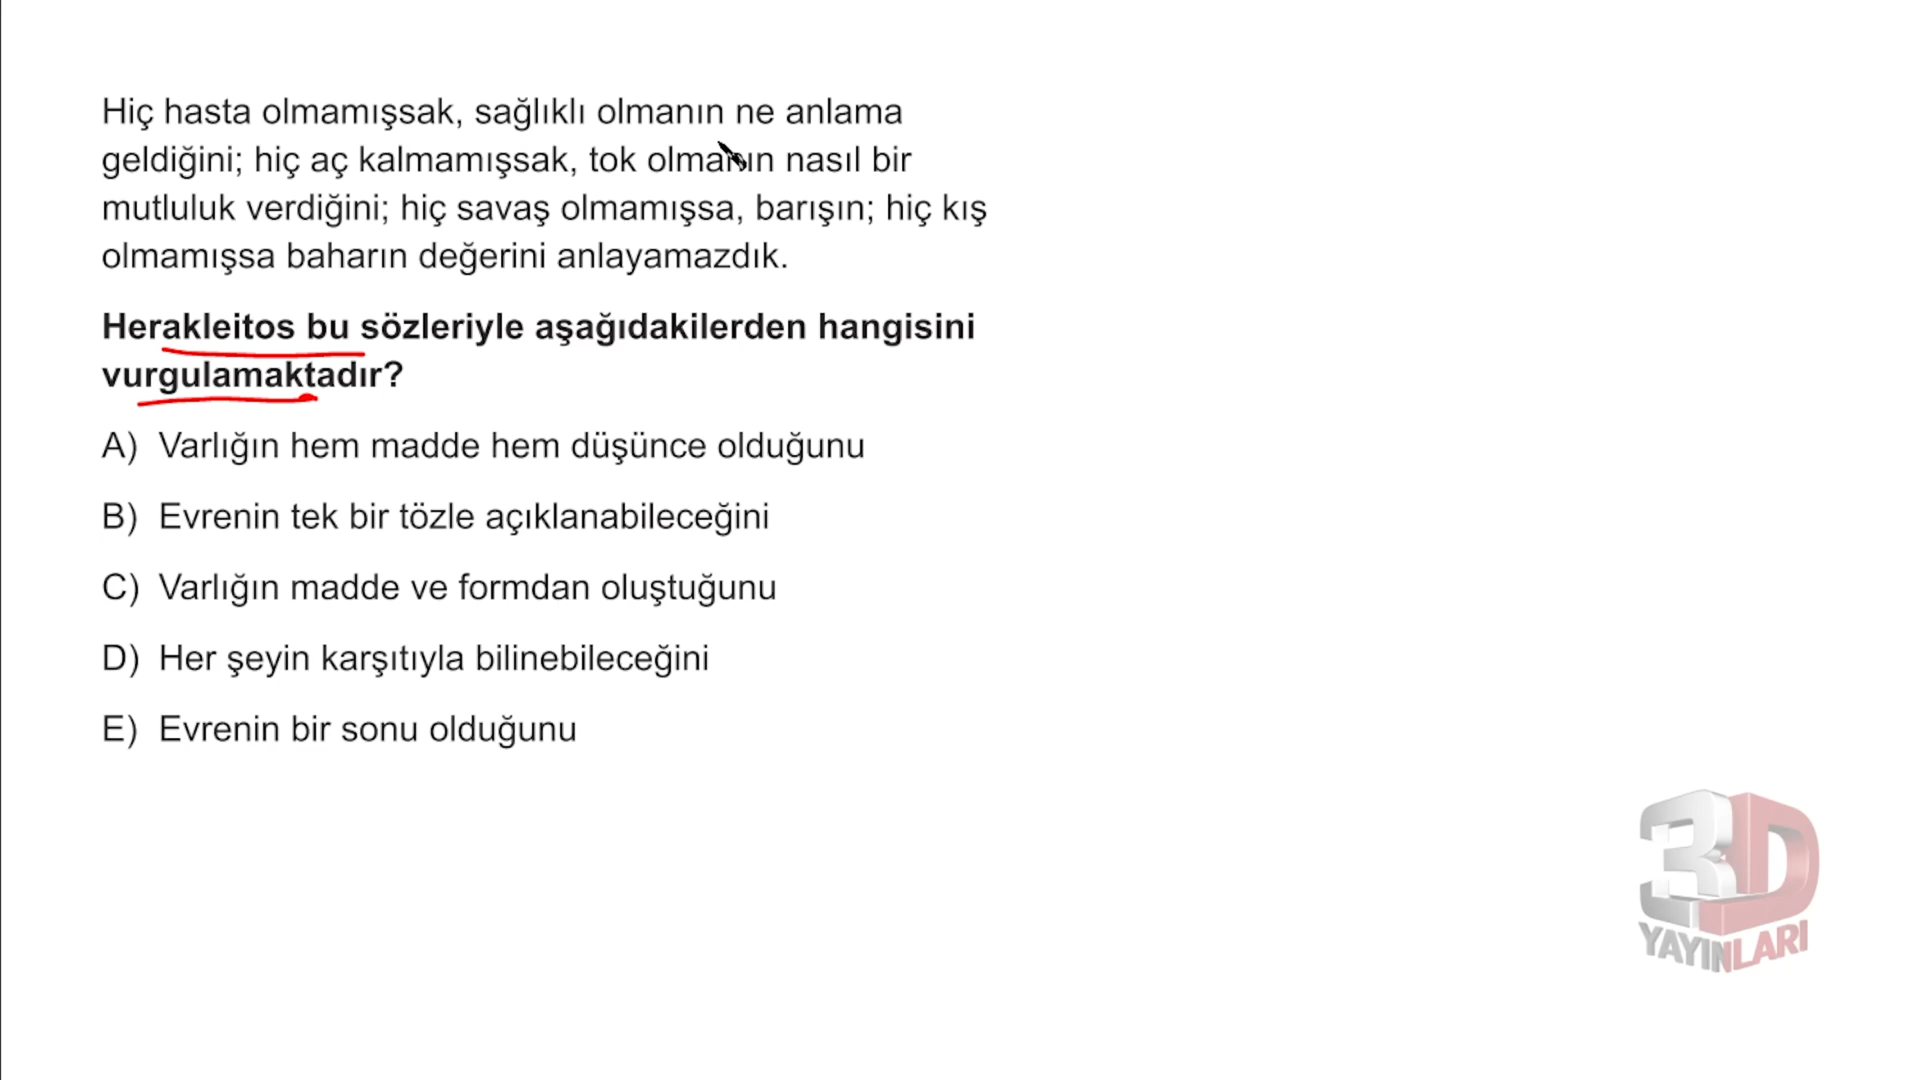 Hiç hasta olmamışsak, sağlıklı olmanın ne anlama
geldiğini; hiç aç kalmamışsak, tok olmanın nasıl bir
mutluluk verdiğini; hiç savaş olmamışsa, barışın; hiç kış
olmamışsa baharın değerini anlayamazdık.
Herakleitos bu sözleriyle aşağıdakilerden hangisini
vurgulamaktadır?
A) Varlığın hem madde hem düşünce olduğunu
B) Evrenin tek bir tözle açıklanabileceğini
C) Varlığın madde ve formdan oluştuğunu
D) Her şeyin karşıtıyla bilinebileceğini
E) Evrenin bir sonu olduğunu
3D
YAYINLARI